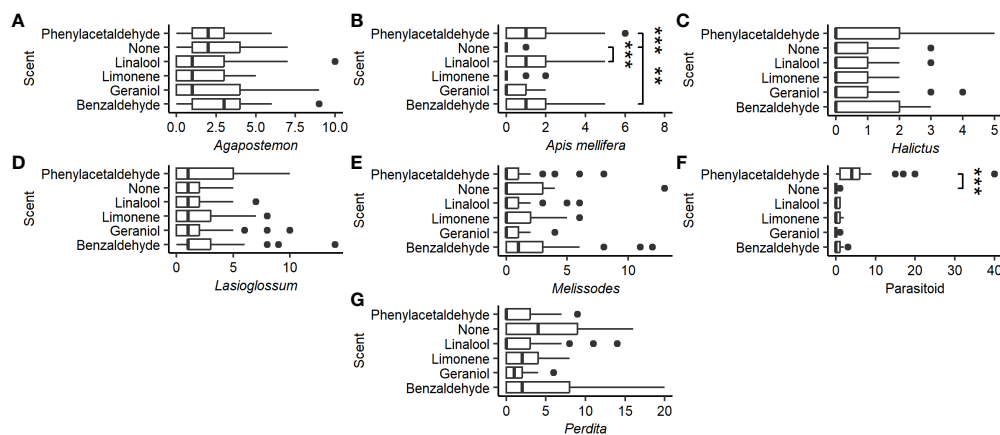 A
Scent
Phenylacetaldehyde
None
Linalool
Limonene
Geraniol
Benzaldehyde
0.0 2.5 5.0 7.5 10.0
Agapostemon
B
Scent
Phenylacetaldehyde
None
Linalool
Limonene
Geraniol
Benzaldehyde
***
***
**
0 2 4 6 8
Apis mellifera
C
Scent
Phenylacetaldehyde
None
Linalool
Limonene
Geraniol
Benzaldehyde
0 1 2 3 4 5
Halictus
D
Scent
Phenylacetaldehyde
None
Linalool
Limonene
Geraniol
Benzaldehyde
0 5 10
Lasioglossum
E
Scent
Phenylacetaldehyde
None
Linalool
Limonene
Geraniol
Benzaldehyde
0 5 10
Melissodes
F
Scent
Phenylacetaldehyde
None
Linalool
Limonene
Geraniol
Benzaldehyde
***
0 10 20 30 40
Parasitoid
G
Scent
Phenylacetaldehyde
None
Linalool
Limonene
Geraniol
Benzaldehyde
0 5 10 15 20
Perdita